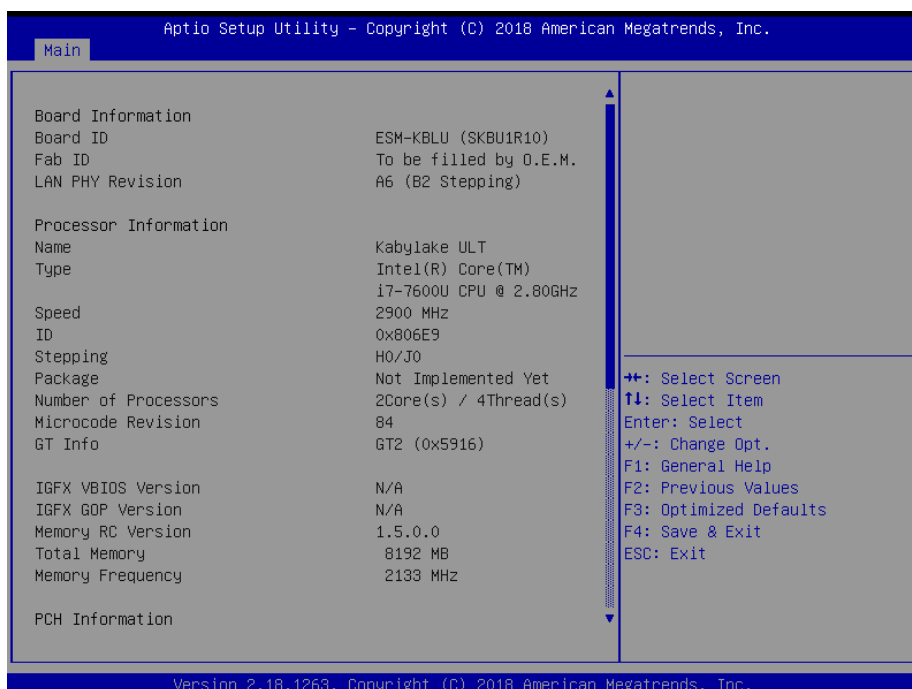 Aptio Setup Utility – Copyright (C) 2018 American Megatrends, Inc.
Main
Board Information
Board ID ESM-KBLU (SKBU1R10)
Fab ID To be filled by O.E.M.
LAN PHY Revision A6 (B2 Stepping)
Processor Information
Name Kabylake ULT
Type Intel(R) Core(TM)
i7-7600U CPU @ 2.80GHz
Speed 2900 MHz
ID 0x806E9
Stepping H0/J0
Package Not Implemented Yet
Number of Processors 2Core(s) / 4Thread(s)
Microcode Revision 84
GT Info GT2 (0x5916)
IGFX VBIOS Version N/A
IGFX GOP Version N/A
Memory RC Version 1.5.0.0
Total Memory 8192 MB
Memory Frequency 2133 MHz
PCH Information
→←: Select Screen
↑↓: Select Item
Enter: Select
+/-: Change Opt.
F1: General Help
F2: Previous Values
F3: Optimized Defaults
F4: Save & Exit
ESC: Exit
Version 2.18.1263. Copyright (C) 2018 American Megatrends, Inc.